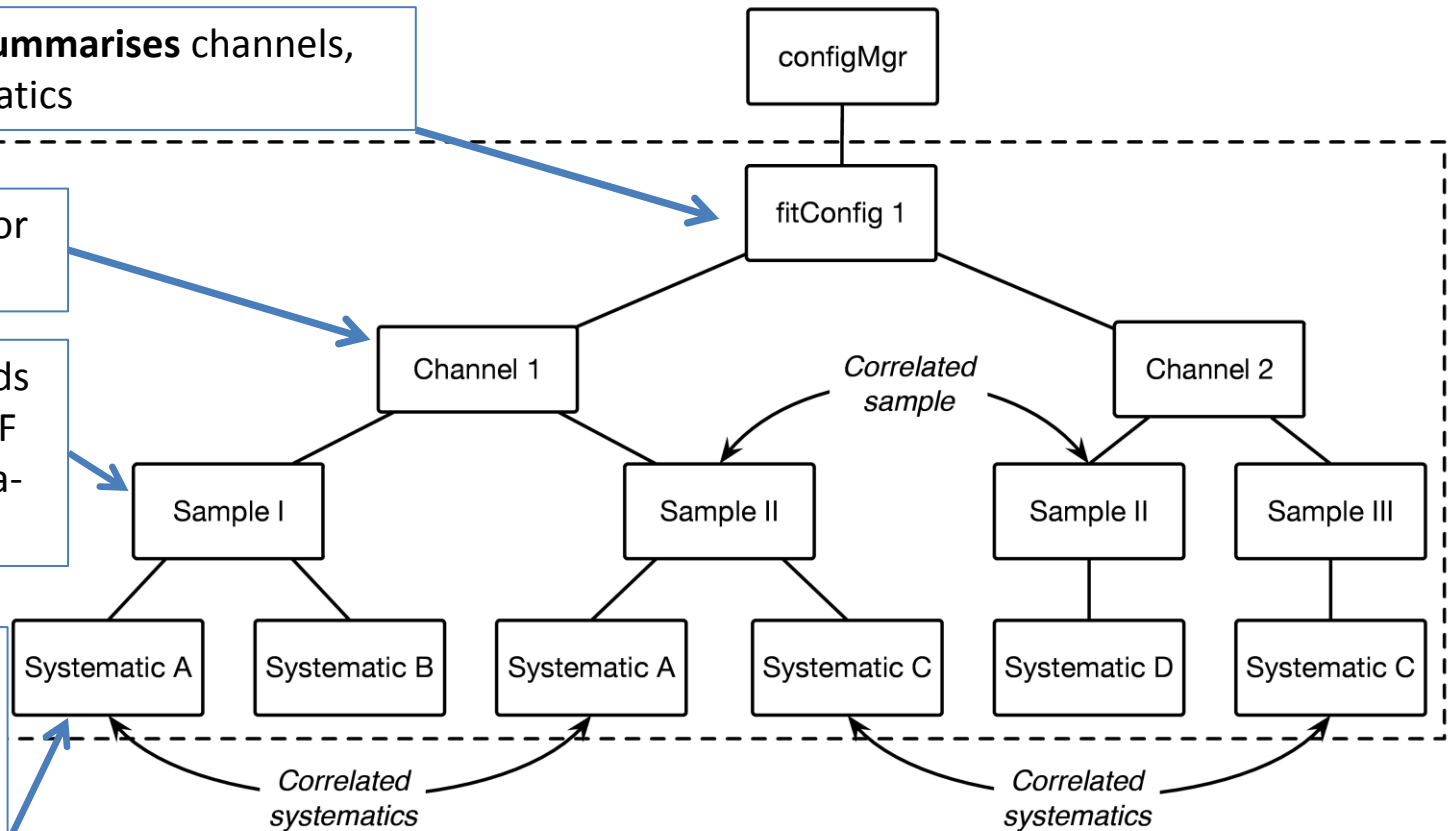 ummarises channels,
atics
configMgr
fitConfig 1
or
Channel 1
Correlated
sample
Channel 2
ds
F
a-
Sample I
Sample II
Sample II
Sample III
Systematic A
Systematic B
Systematic A
Systematic C
Systematic D
Systematic C
Correlated
systematics
Correlated
systematics